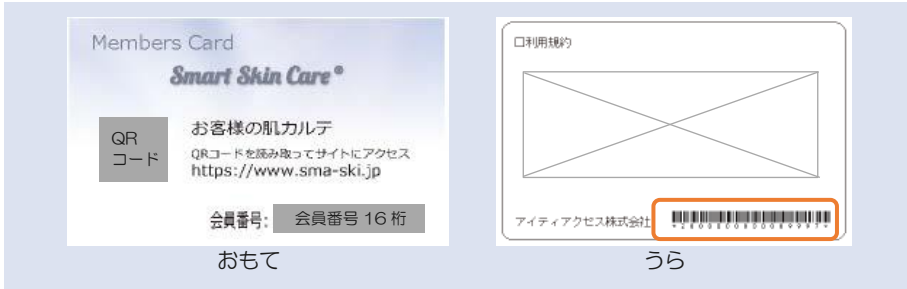 Members Card
Smart Skin Care®
QR
コード
お客様の肌カルテ
QRコードを読み取ってサイトにアクセス
https://www.sma-ski.jp
会員番号:
会員番号 16 桁
おもて
口利用規約
アイティアクセス株式会社
うら